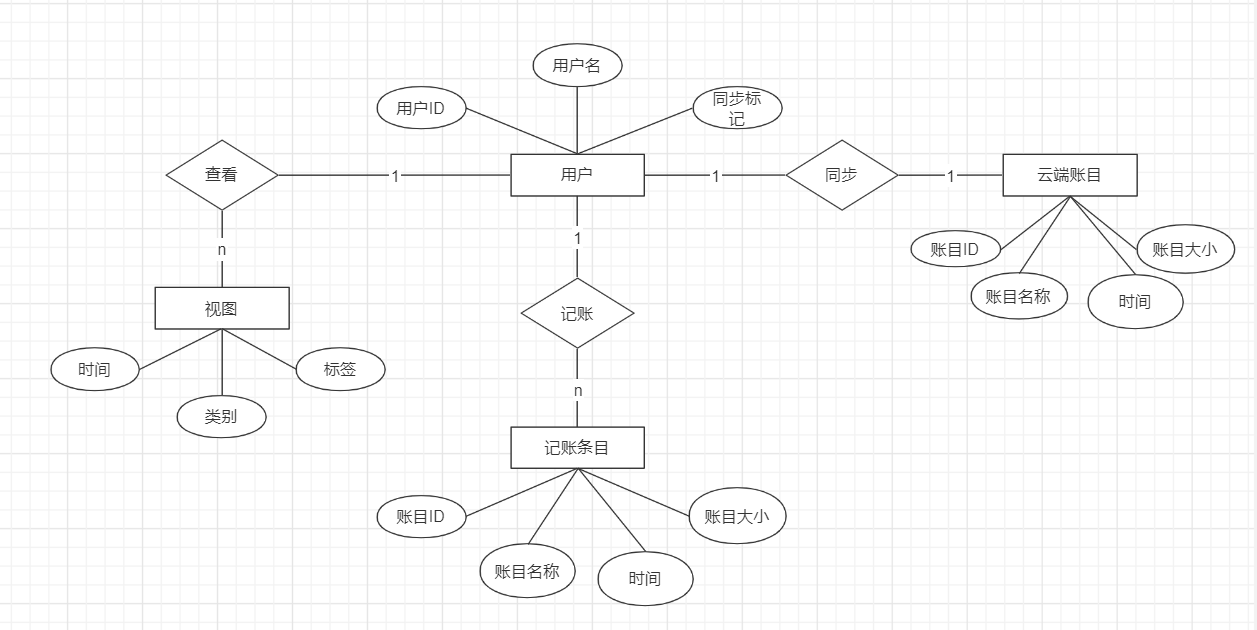 用户名
用户ID
同步标
记
查看
1
用户
1
同步
1
云端账目
n
1
账目ID
账目大小
账目名称
时间
视图
记账
时间
标签
类别
n
记账条目
账目ID
账目大小
账目名称
时间